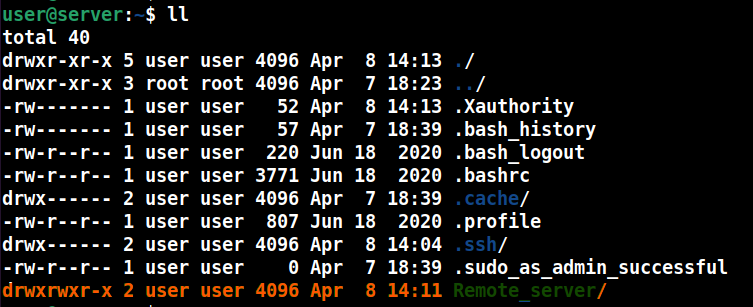 user@server:~$ ll
total 40
drwxr-xr-x 5 user user 4096 Apr  8 14:13 ./
drwxr-xr-x 3 root root 4096 Apr  7 18:23 ../
-rw------- 1 user user   52 Apr  8 14:13 .Xauthority
-rw------- 1 user user   57 Apr  7 18:39 .bash_history
-rw-r--r-- 1 user user  220 Jun 18  2020 .bash_logout
-rw-r--r-- 1 user user 3771 Jun 18  2020 .bashrc
drwx------ 2 user user 4096 Apr  7 18:39 .cache/
-rw-r--r-- 1 user user  807 Jun 18  2020 .profile
drwx------ 2 user user 4096 Apr  8 14:04 .ssh/
-rw-r--r-- 1 user user    0 Apr  7 18:39 .sudo_as_admin_successful
drwxrwxr-x 2 user user 4096 Apr  8 14:11 Remote_server/